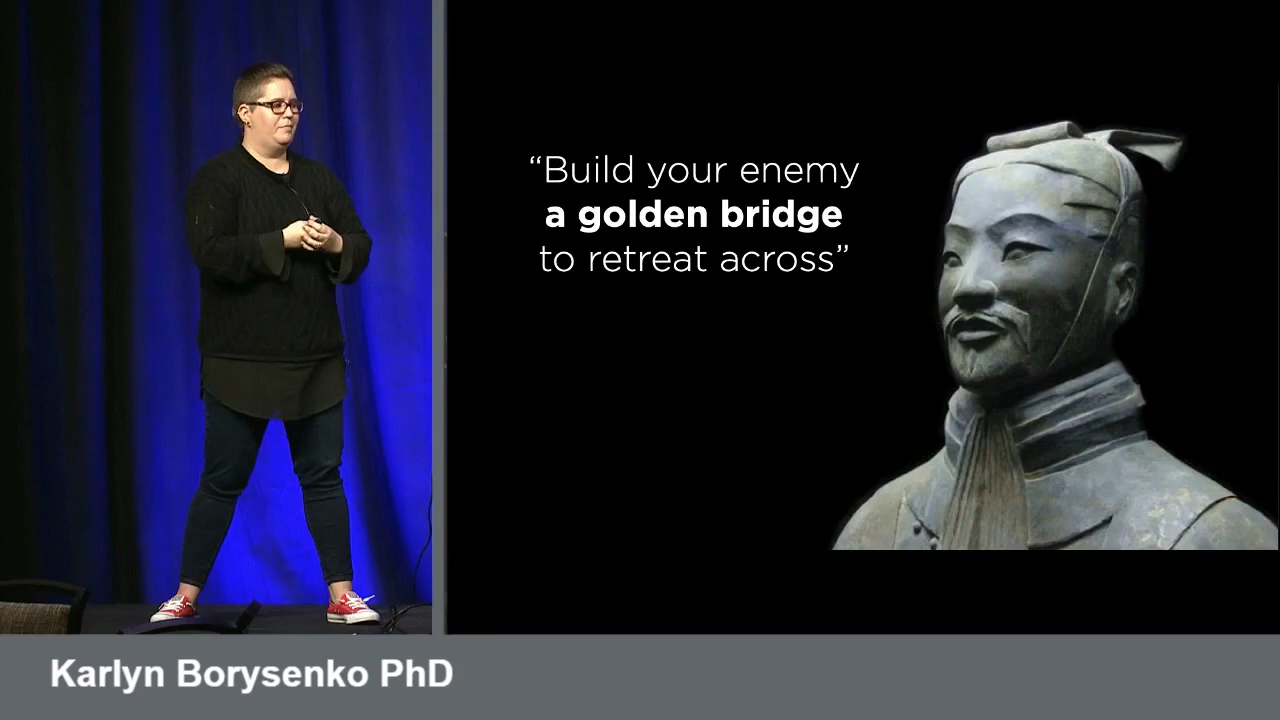 “Build your enemy
a golden bridge
to retreat across”
Karlyn Borysenko PhD